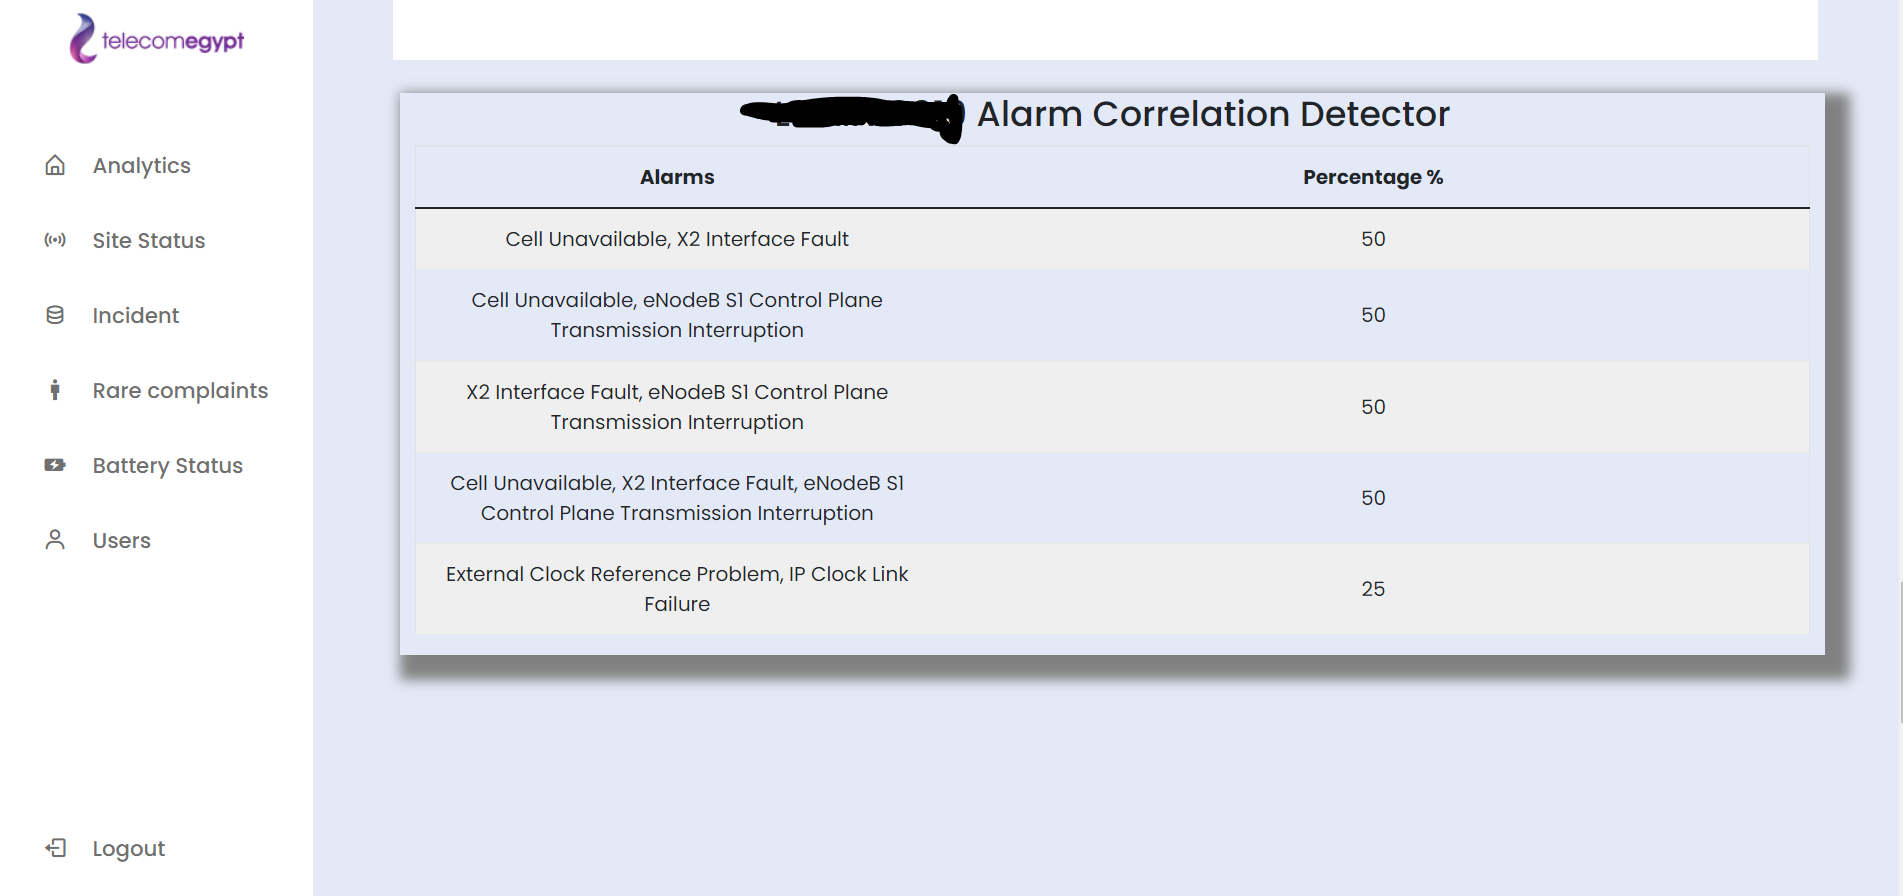 telecomegypt
Analytics
Site Status
Incident
Rare complaints
Battery Status
Users
Logout
Alarm Correlation Detector
Alarms Percentage %
Cell Unavailable, X2 Interface Fault 50
Cell Unavailable, eNodeB S1 Control Plane
Transmission Interruption 50
X2 Interface Fault, eNodeB S1 Control Plane
Transmission Interruption 50
Cell Unavailable, X2 Interface Fault, eNodeB S1
Control Plane Transmission Interruption 50
External Clock Reference Problem, IP Clock Link
Failure 25